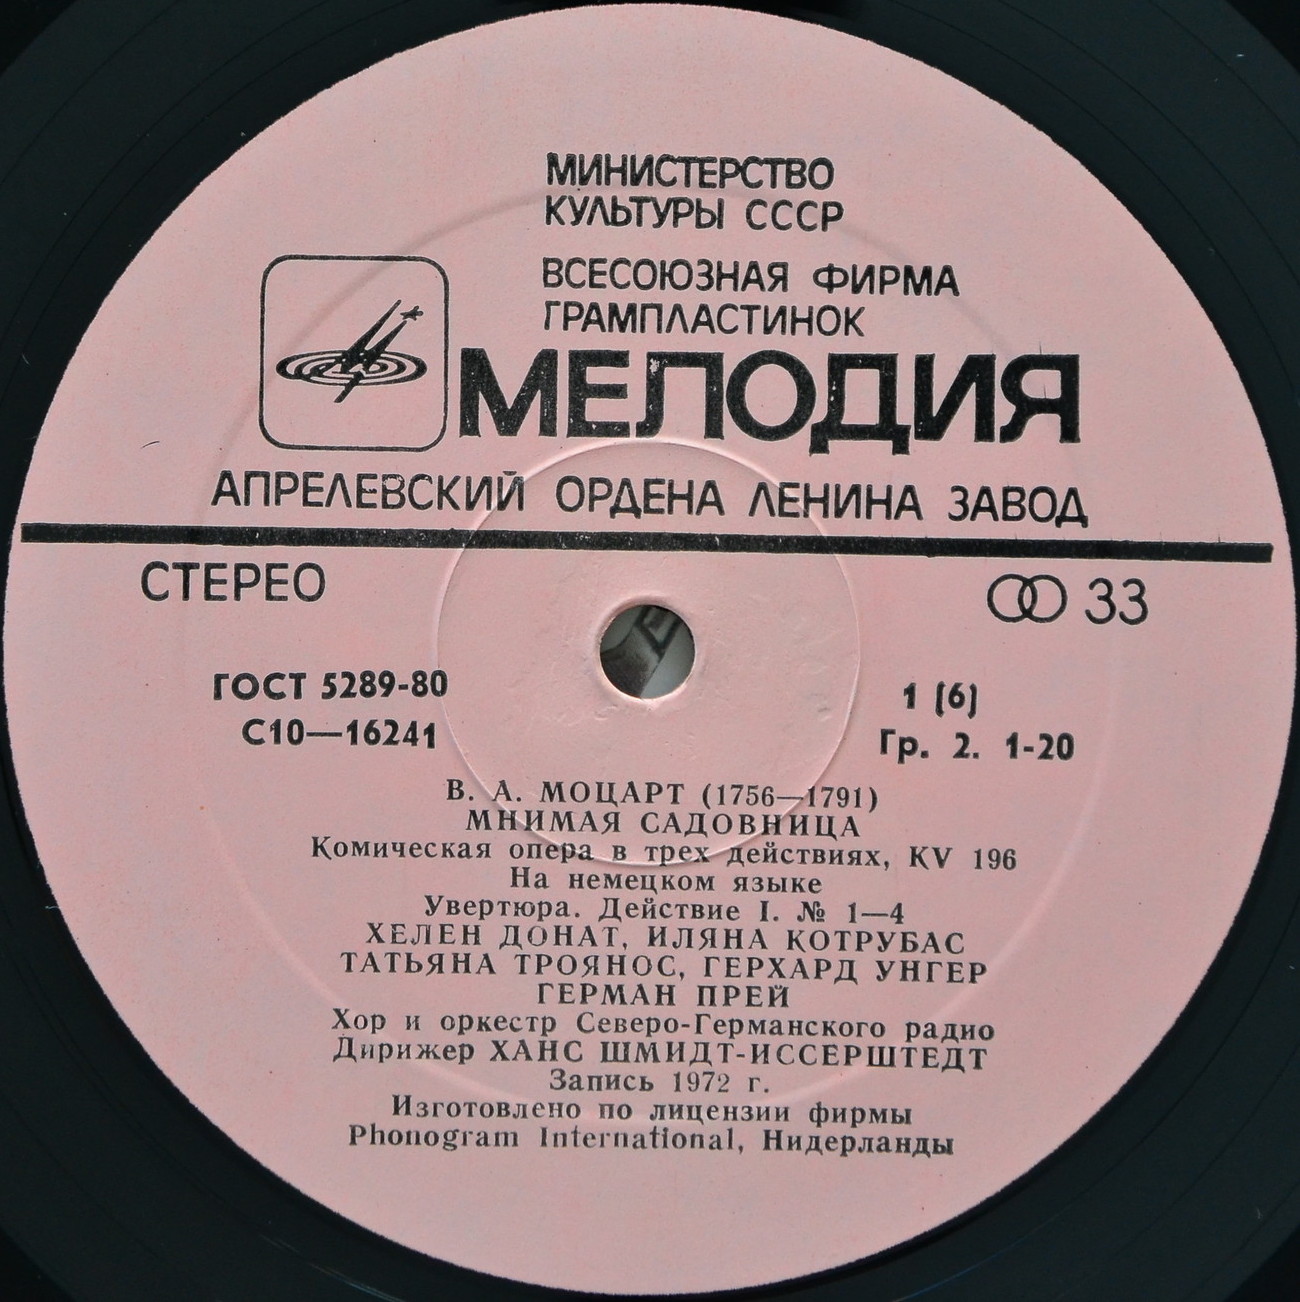 МИНИСТЕРСТВО
КУЛЬТУРЫ СССР
ВСЕСОЮЗНАЯ ФИРМА
ГРАМПЛАСТИНОК
МЕЛОДИЯ
АПРЕЛЕВСКИЙ ОРДЕНА ЛЕНИНА ЗАВОД
СТЕРЕО 33
ГОСТ 5289-80 1 (6)
С10—16241 Гр. 2. 1-20
В. А. МОЦАРТ (1756—1791)
МНИМАЯ САДОВНИЦА
Комическая опера в трех действиях, KV 196
На немецком языке
Увертюра. Действие I. № 1—4
ХЕЛЕН ДОНАТ, ИЛЯНА КОТРУБАС
ТАТЬЯНА ТРОЯНОС, ГЕРХАРД УНГЕР
ГЕРМАН ПРЕЙ
Хор и оркестр Северо-Германского радио
Дирижер ХАНС ШМИДТ-ИССЕРШТЕДТ
Запись 1972 г.
Изготовлено по лицензии фирмы
Phonogram International, Нидерланды